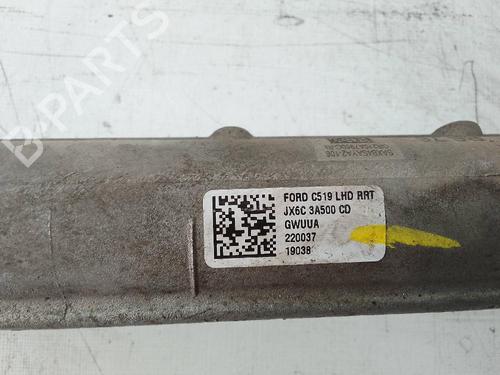 B-PARTS
FORD C519 LHD RRT
JX6C 3A500 CD
GWUUA
220037
19038